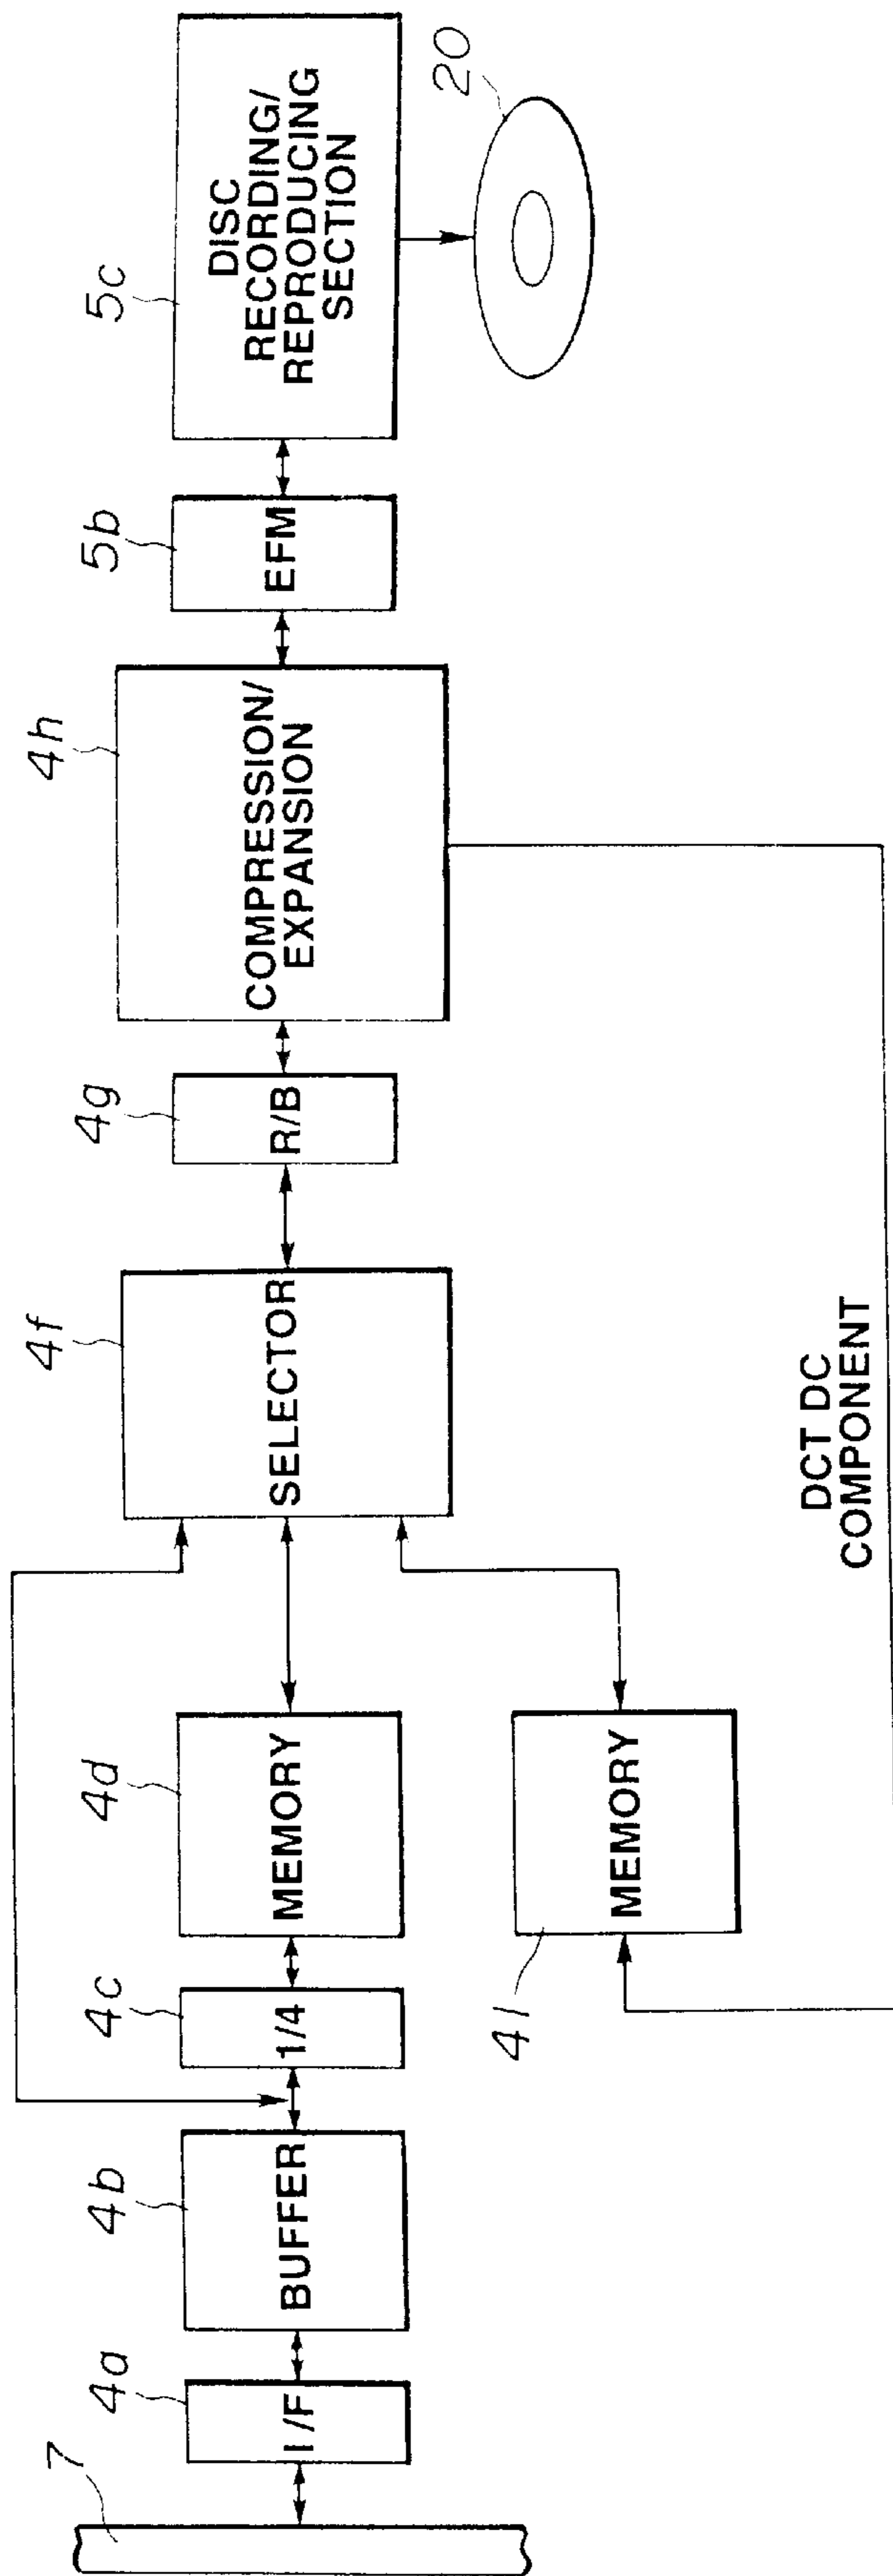 7
4a
I/F
4b
BUFFER
4c
1/4
4d
MEMORY
41
MEMORY
4f
SELECTOR
4g
R/B
4h
COMPRESSION/
EXPANSION
DCT DC
COMPONENT
5b
EFM
5c
DISC
RECORDING/
REPRODUCING
SECTION
20